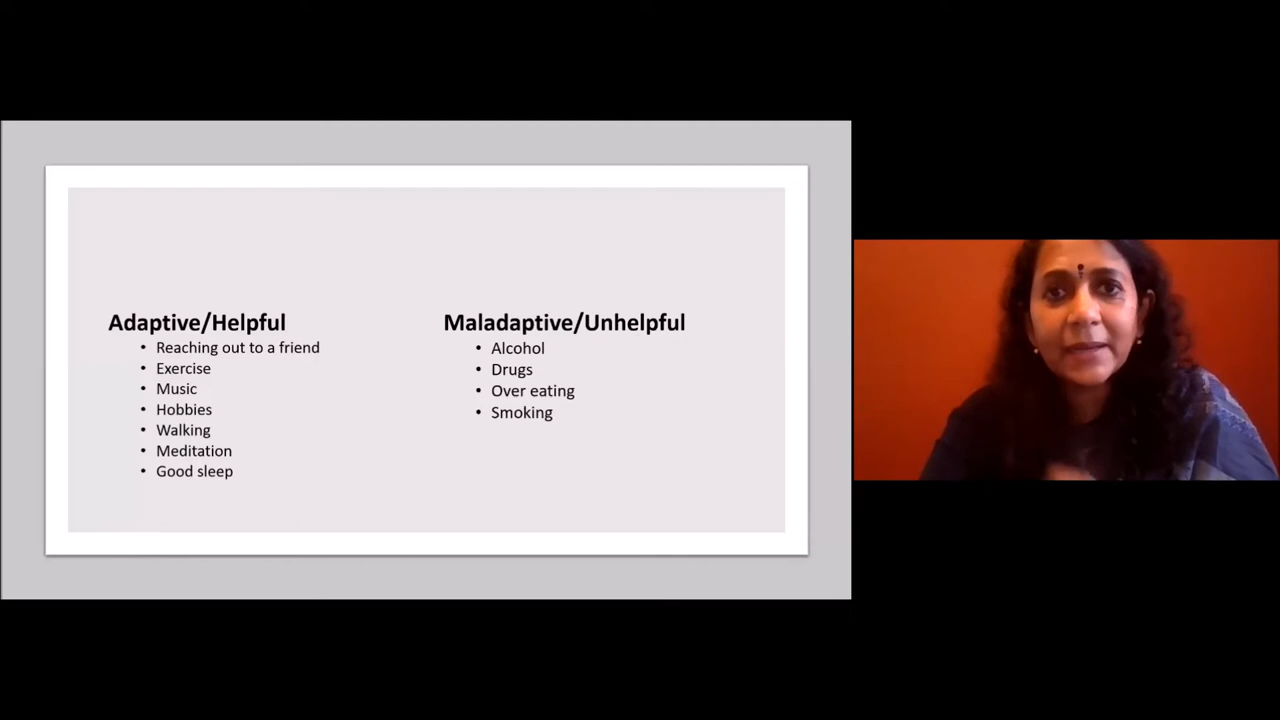 Adaptive/Helpful
• Reaching out to a friend
• Exercise
• Music
• Hobbies
• Walking
• Meditation
• Good sleep
Maladaptive/Unhelpful
• Alcohol
• Drugs
• Over eating
• Smoking